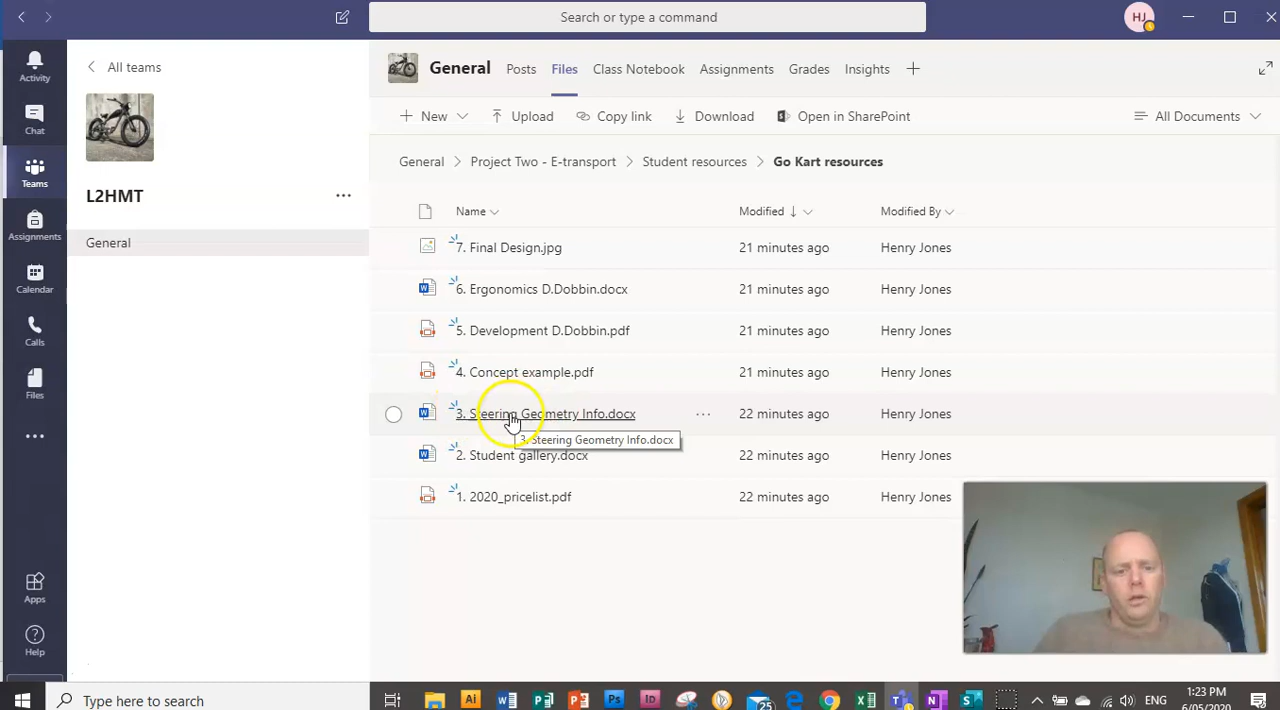 Search or type a command
HJ
Activity
Chat
Teams
Assignments
Calendar
Calls
Files
Apps
Help
All teams
L2HMT
General
General Posts Files Class Notebook Assignments Grades Insights
New Upload Copy link Download Open in SharePoint All Documents
General > Project Two - E-transport > Student resources > Go Kart resources
Name Modified Modified By
7. Final Design.jpg 21 minutes ago Henry Jones
6. Ergonomics D.Dobbin.docx 21 minutes ago Henry Jones
5. Development D.Dobbin.pdf 21 minutes ago Henry Jones
4. Concept example.pdf 21 minutes ago Henry Jones
3. Steering Geometry Info.docx 22 minutes ago Henry Jones
3. Steering Geometry Info.docx
2. Student gallery.docx 22 minutes ago Henry Jones
1. 2020_pricelist.pdf 22 minutes ago Henry Jones
Type here to search
Ai
Ps
Id
25
ENG
1:23 PM
6/05/2020